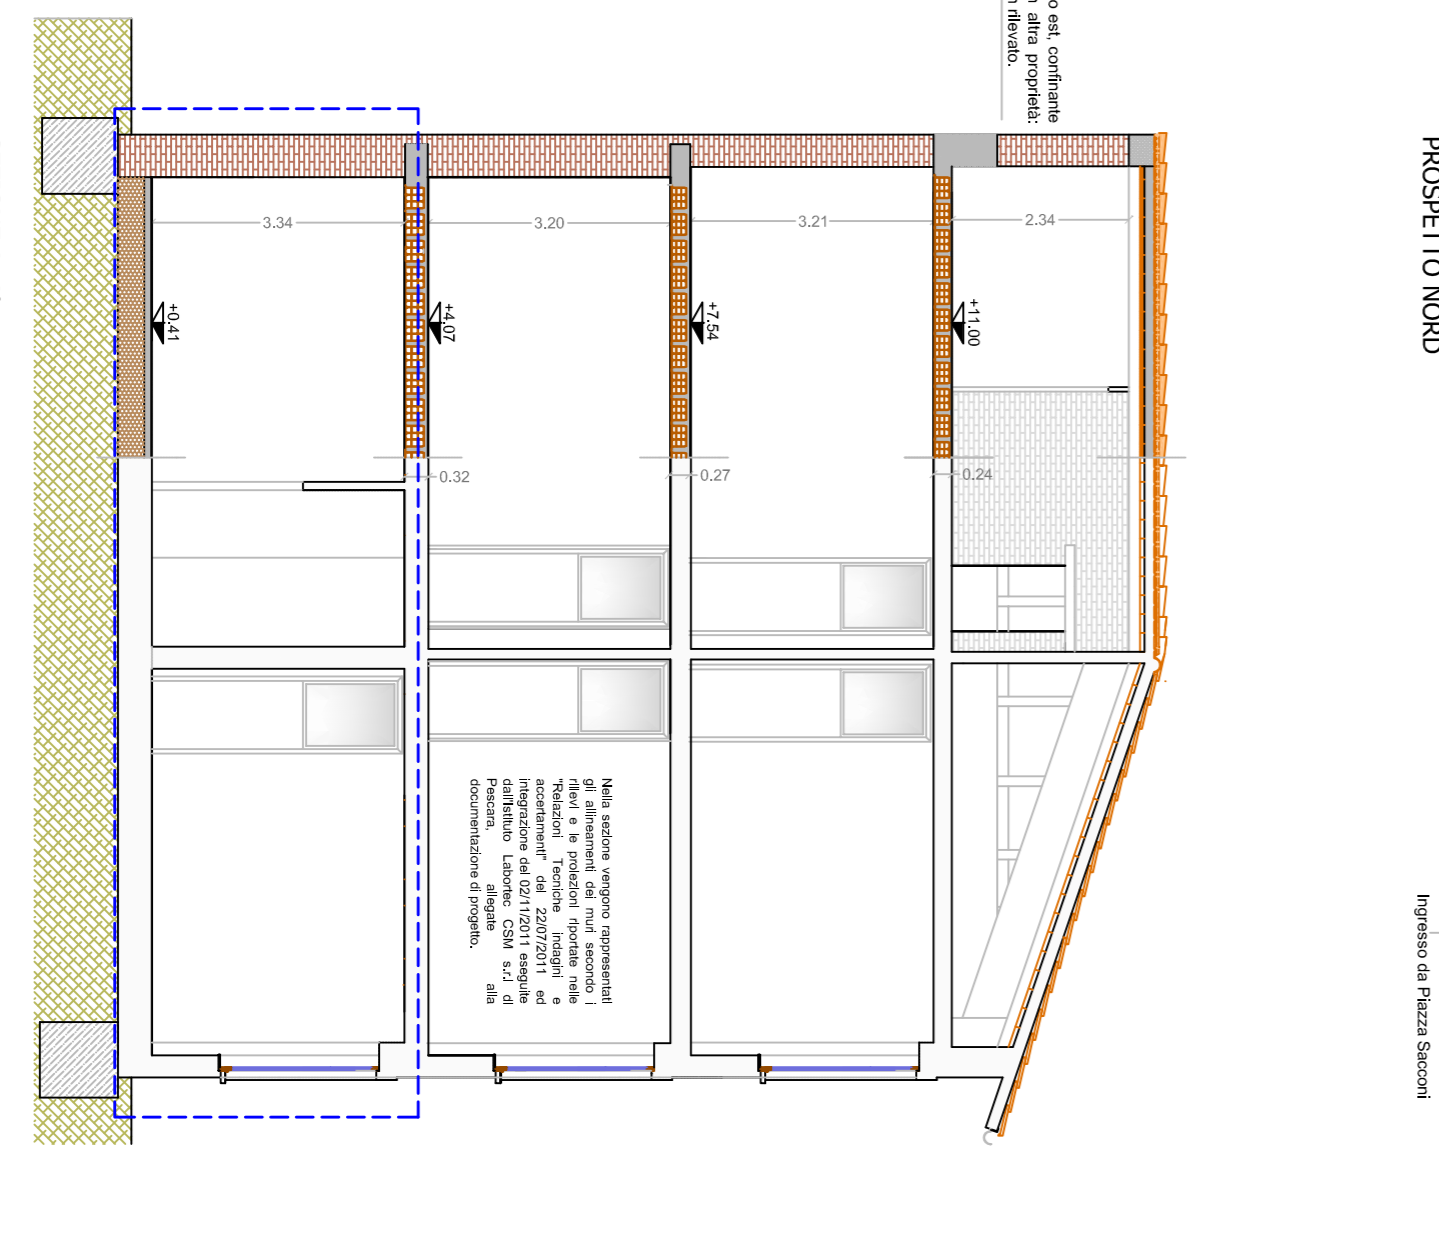 o est, confinante
altra proprietà:
rilevato.
PROSPETTO NORD
Ingresso da Piazza Sacconi
3.34
3.20
3.21
2.34
+0.41
+4.07
+7.54
+11.00
0.32
0.27
0.24
Nella sezione vengono rappresentati
gli allineamenti dei muri secondo i
rilievi e le proiezioni riportate nelle
"Relazioni Tecniche indagini e
accertamenti" del 22/07/2011 ed
integrazione del 02/11/2011 eseguite
dall'Istituto Labortec CSM s.r.l di
Pescara, allegate alla
documentazione di progetto.